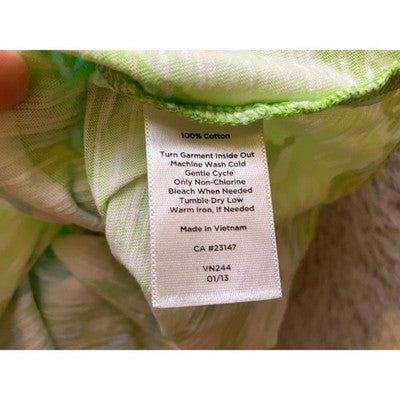 100% Cotton
Turn Garment Inside Out
Machine Wash Cold
Gentle Cycle
Only Non-Chlorine
Bleach When Needed
Tumble Dry Low
Warm Iron, If Needed
Made in Vietnam
CA #23147
VN244
01/13